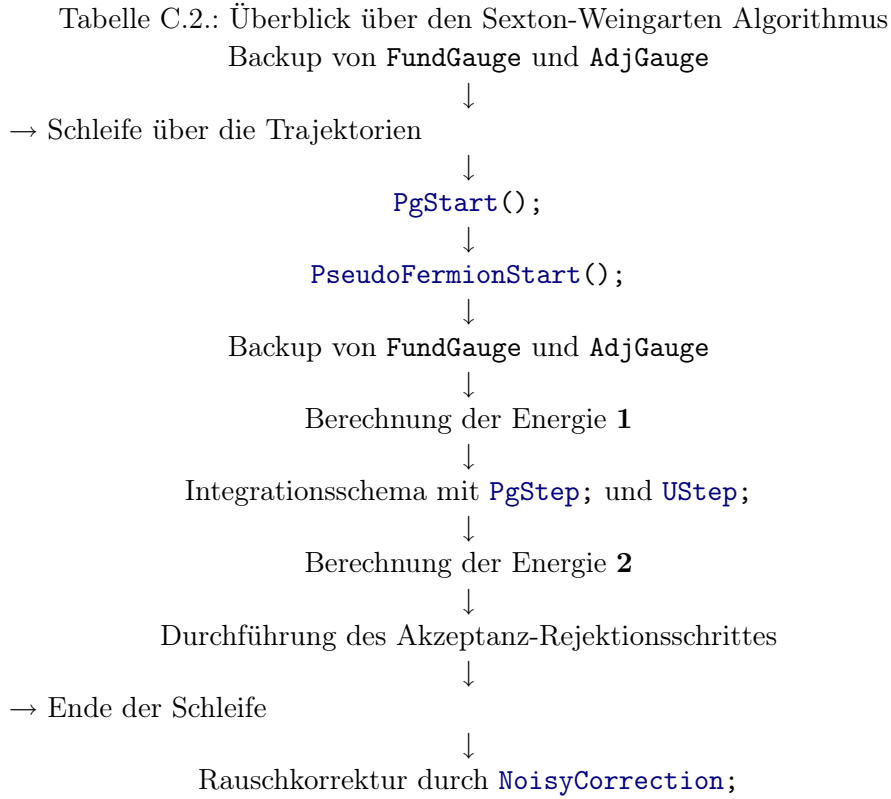 Tabelle C.2.: Überblick über den Sexton-Weingarten Algorithmus
Backup von FundGauge und AdjGauge
↓
→ Schleife über die Trajektorien
↓
PgStart();
↓
PseudoFermionStart();
↓
Backup von FundGauge und AdjGauge
↓
Berechnung der Energie 1
↓
Integrationsschema mit PgStep; und UStep;
↓
Berechnung der Energie 2
↓
Durchführung des Akzeptanz-Rejektionsschrittes
↓
→ Ende der Schleife
↓
Rauschkorrektur durch NoisyCorrection;